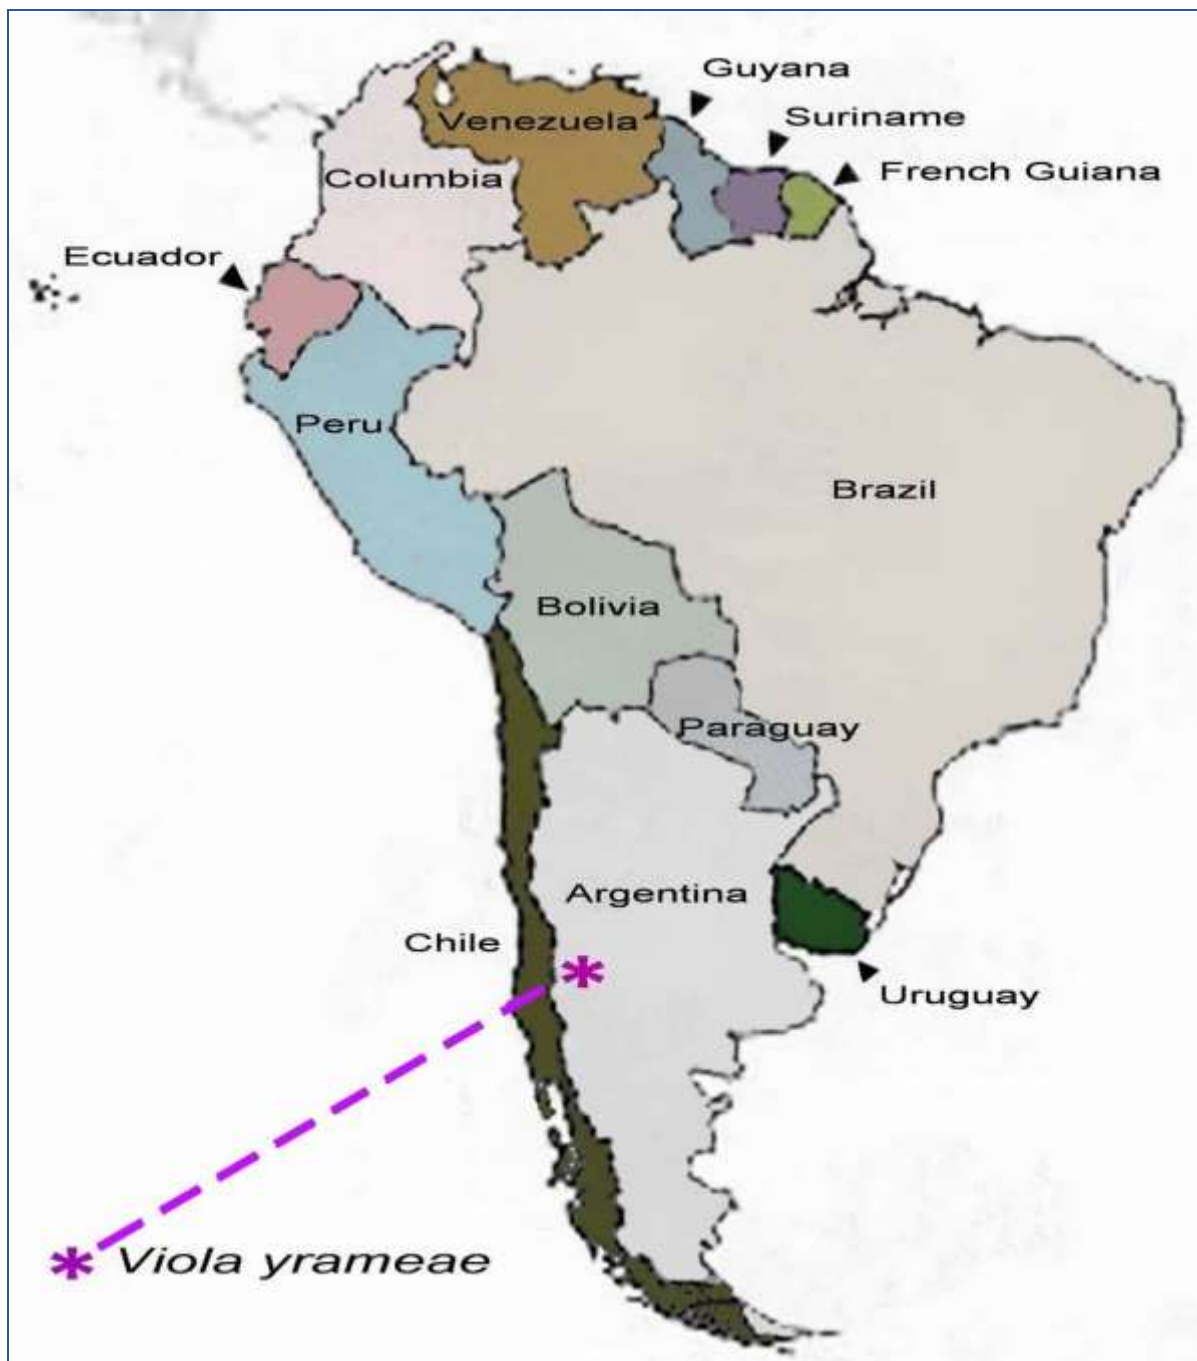 Guyana
Venezuela
Suriname
Columbia
French Guiana
Ecuador
Peru
Brazil
Bolivia
Paraguay
Argentina
Chile
Uruguay
* Viola yrameae